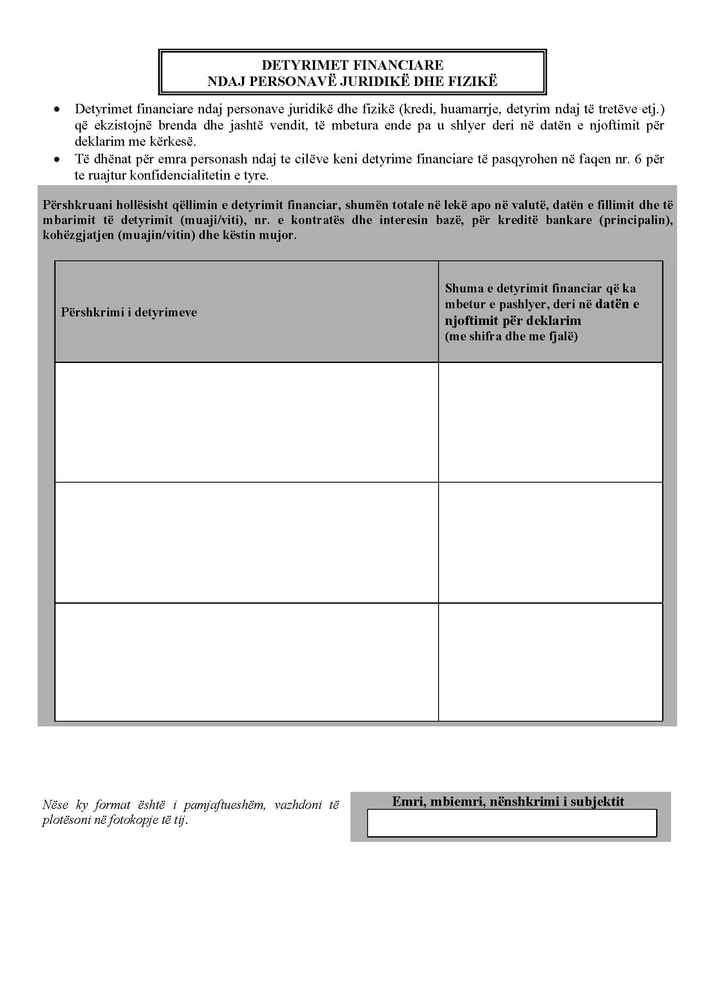 DETYRIMET FINANCIARE
NDAJ PERSONAVË JURIDIKË DHE FIZIKË
• Detyrimet financiare ndaj personave juridikë dhe fizikë (kredi, huamarrje, detyrim ndaj të tretëve etj.)
që ekzistojnë brenda dhe jashtë vendit, të mbetura ende pa u shlyer deri në datën e njoftimit për
deklarim me kërkesë.
• Të dhënat për emra personash ndaj te cilëve keni detyrime financiare të pasqyrohen në faqen nr. 6 për
te ruajtur konfidencialitetin e tyre.
Përshkruani hollësisht qëllimin e detyrimit financiar, shumën totale në lekë apo në valutë, datën e fillimit dhe të
mbarimit të detyrimit (muaji/viti), nr. e kontratës dhe interesin bazë, për kreditë bankare (principalin),
kohëzgjatjen (muajin/vitin) dhe këstin mujor.
Përshkrimi i detyrimeve
Shuma e detyrimit financiar që ka
mbetur e pashlyer, deri në datën e
njoftimit për deklarim
(me shifra dhe me fjalë)
Nëse ky format është i pamjaftueshëm, vazhdoni të
plotësoni në fotokopje të tij.
Emri, mbiemri, nënshkrimi i subjektit